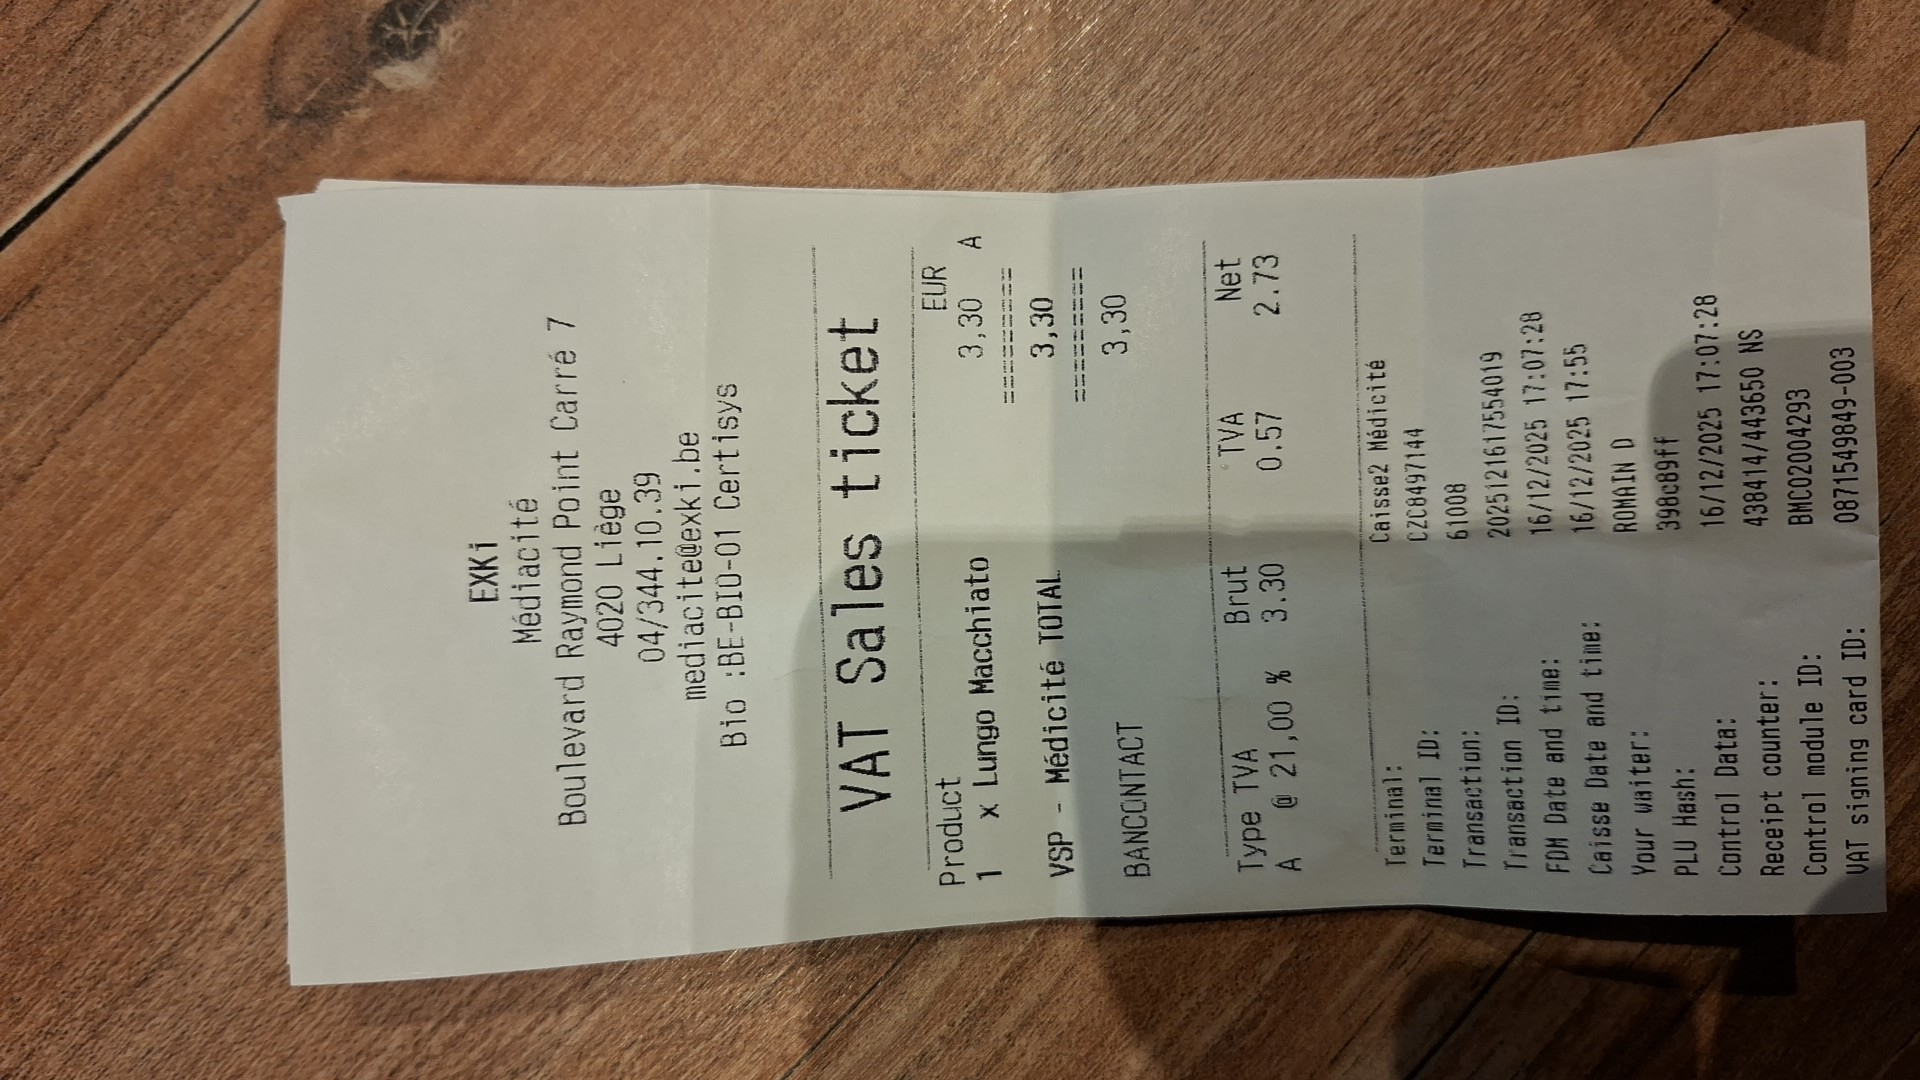 EXKi
Médiacité
Boulevard Raymond Point Carré 7
4020 Liège
04/344.10.39
mediacite@exki.be
Bio :BE-BIO-01 Certisys
VAT Sales ticket
Product EUR
1 x Lungo Macchiato 3,30 A
=========
VSP - Médicité TOTAL 3,30
=========
BANCONTACT 3,30
Type TVA Brut TVA Net
A @ 21,00 % 3.30 0.57 2.73
Terminal: Caisse2 Médicité
Terminal ID: CZC8497144
Transaction: 61008
Transaction ID: 2025121617554019
FDM Date and time: 16/12/2025 17:07:28
Caisse Date and time: 16/12/2025 17:55
Your waiter: ROMAIN D
PLU Hash: 398c89ff
Control Data: 16/12/2025 17:07:28
Receipt counter: 438414/443650 NS
Control module ID: BMC02004293
VAT signing card ID: 0871549849-003